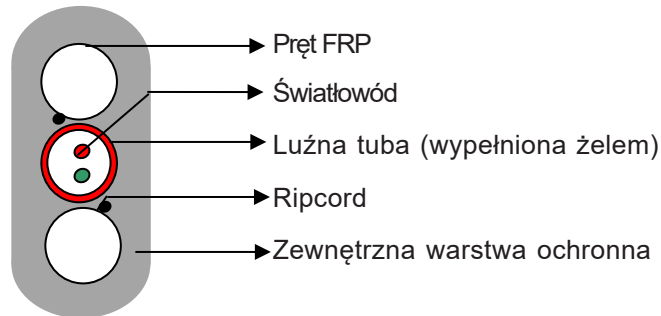 Pręt FRP
Światłowód
Luźna tuba (wypełniona żelem)
Ripcord
Zewnętrzna warstwa ochronna